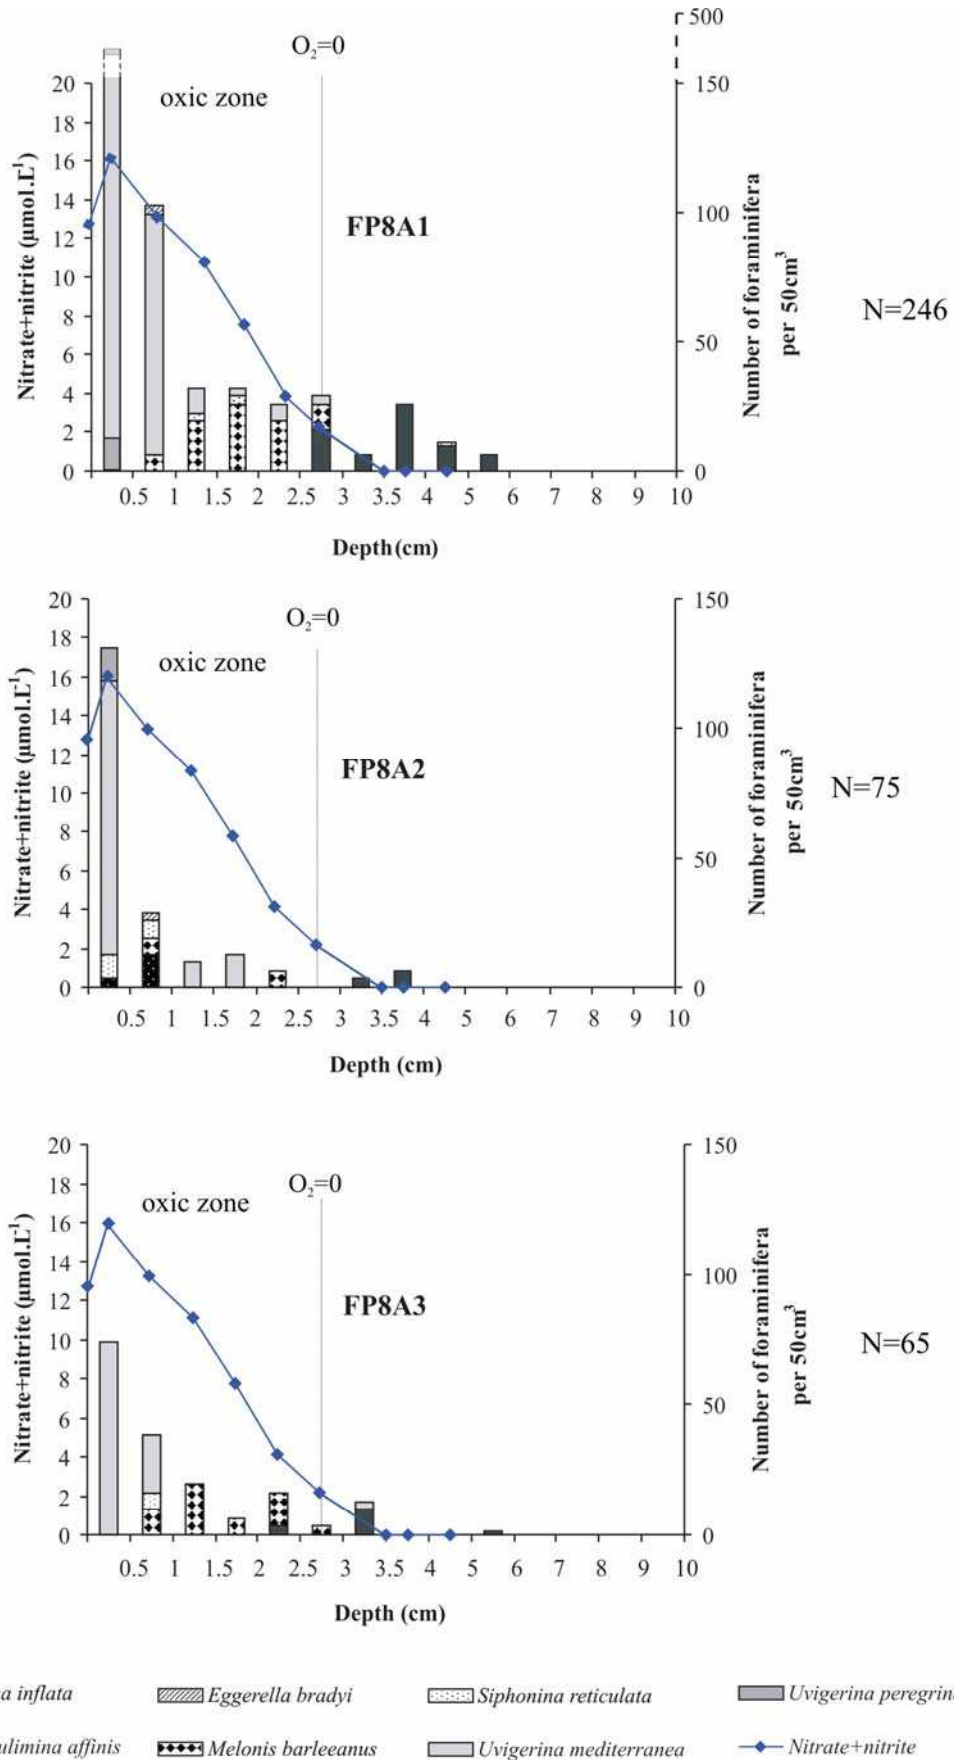 500
O₂=0
20 oxic zone 150
18
16
14 FP8A1 100
12
10 N=246
8 50
6
4
2
0 0
Nitrate+nitrite (µmol.L⁻¹)
Number of foraminifera
per 50cm³
0.5 1 1.5 2 2.5 3 3.5 4 5 6 7 8 9 10
Depth (cm)
20 O₂=0 150
18 oxic zone
16
14 100
12 FP8A2
10 N=75
8
6 50
4
2
0 0
Nitrate+nitrite (µmol.L⁻¹)
Number of foraminifera
per 50cm³
0.5 1 1.5 2 2.5 3 3.5 4 5 6 7 8 9 10
Depth (cm)
20 150
18 O₂=0
16 oxic zone
14 100
12 FP8A3
10 N=65
8
6 50
4
2
0 0
Nitrate+nitrite (µmol.L⁻¹)
Number of foraminifera
per 50cm³
0.5 1 1.5 2 2.5 3 3.5 4 5 6 7 8 9 10
Depth (cm)
a inflata Eggerella bradyi Siphonina reticulata Uvigerina peregrin
ulimina affinis Melonis barleeanus Uvigerina mediterranea Nitrate+nitrite